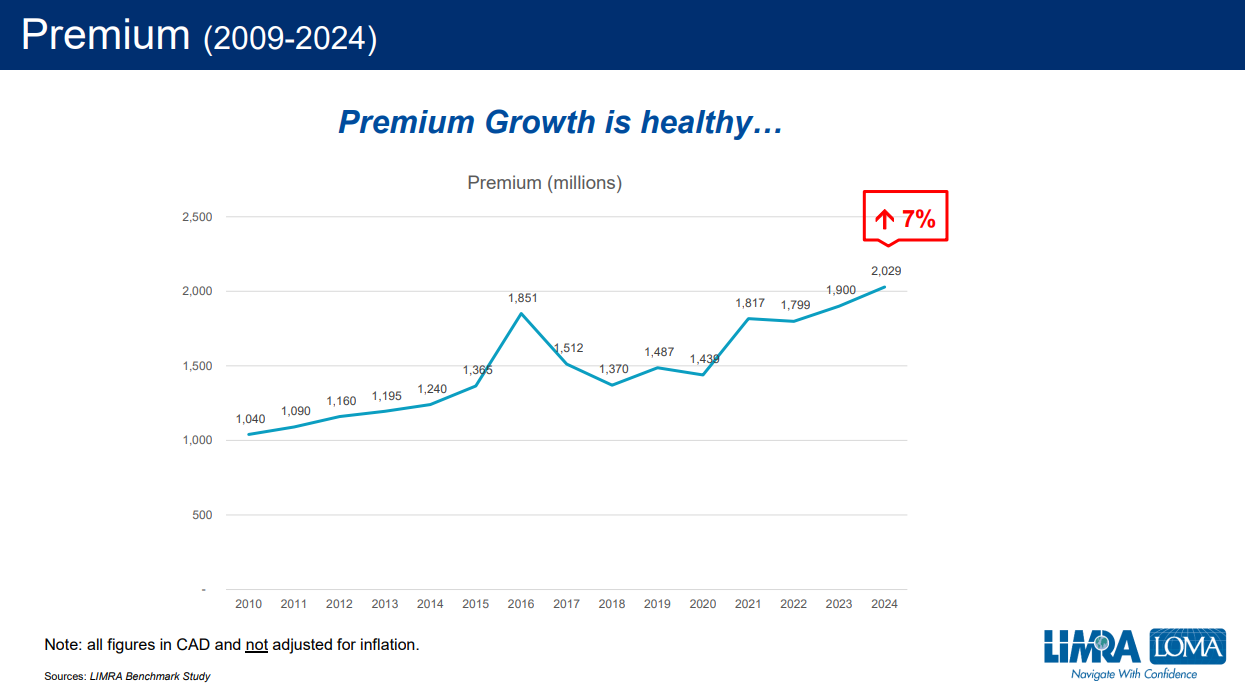 Premium (2009-2024)
Premium Growth is healthy…
Premium (millions)
↑ 7%
2,500
2,000
1,500
1,000
500
-
1,040
1,090
1,160
1,195
1,240
1,365
1,851
1,512
1,370
1,487
1,439
1,817
1,799
1,900
2,029
2010 2011 2012 2013 2014 2015 2016 2017 2018 2019 2020 2021 2022 2023 2024
Note: all figures in CAD and not adjusted for inflation.
Sources: LIMRA Benchmark Study
LIMRA LOMA
Navigate With Confidence